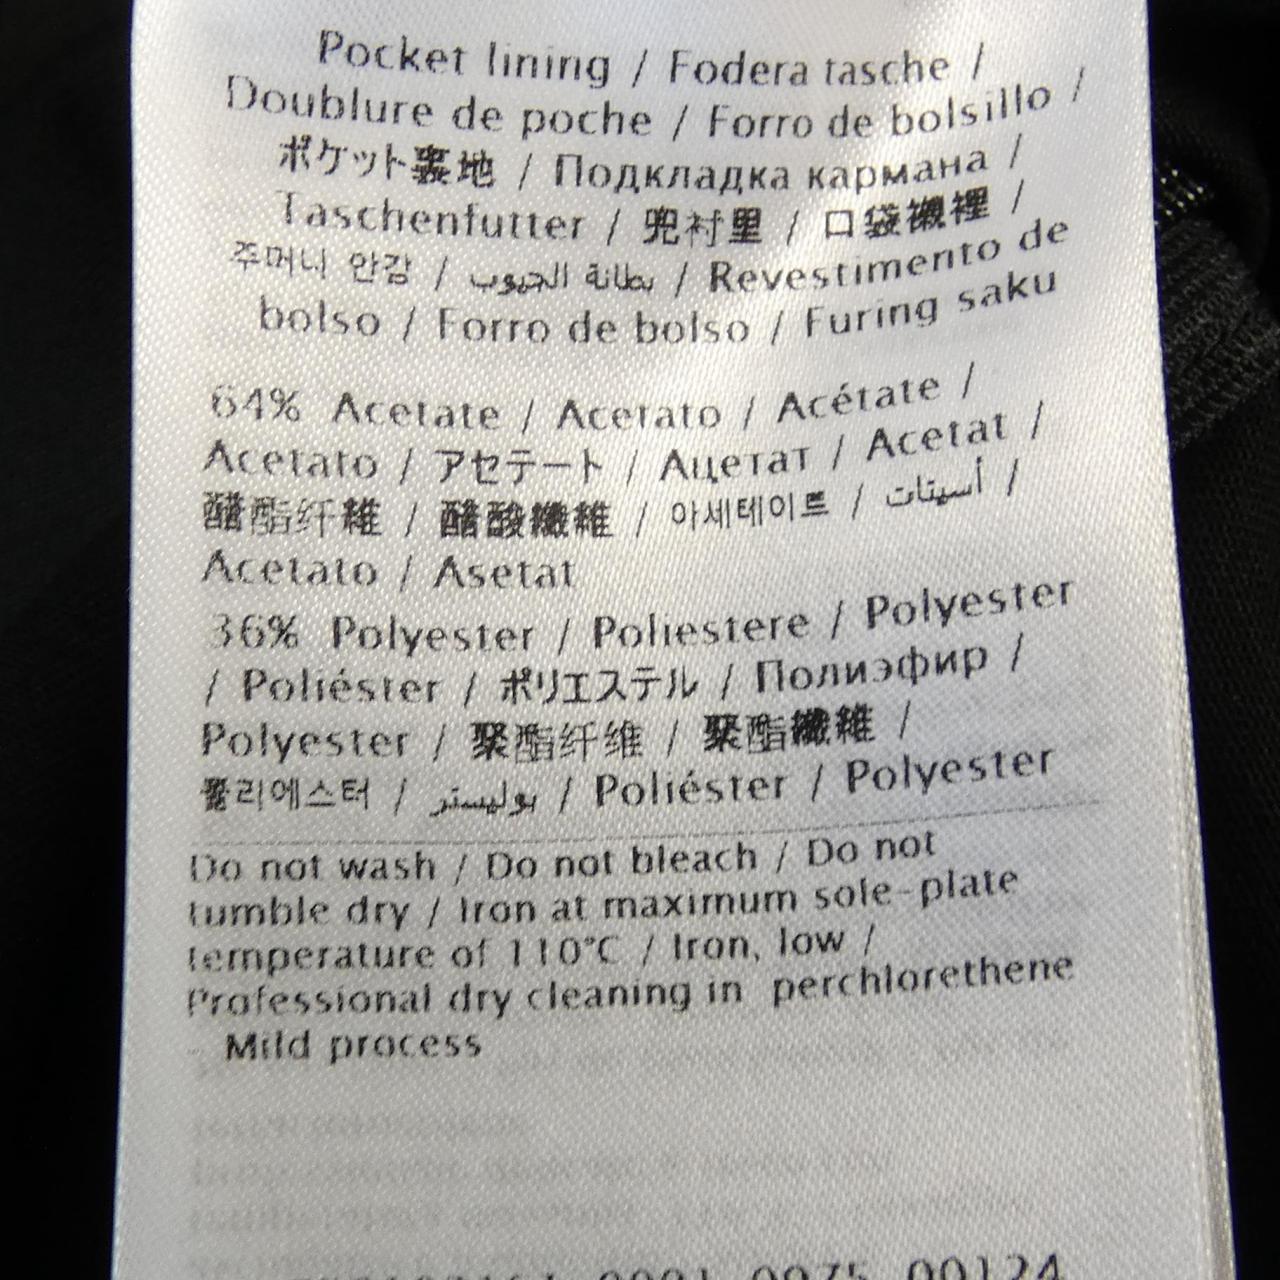 Pocket lining / Fodera tasche /
Doublure de poche / Forro de bolsillo /
ポケット裏地 / Подкладка кармана /
Taschenfutter / 兜衬里 / 口袋襯裡 /
주머니 안감 / بطانة الجيوب / Revestimento de
bolso / Forro de bolso / Furing saku
64% Acetate / Acetato / Acétate /
Acetato / アセテート / Ацетат / Acetat /
醋酯纤維 / 醋酸纖維 / 아세테이트 / أسيتات /
Acetato / Asetat
36% Polyester / Poliestere / Polyester
/ Poliéster / ポリエステル / Полиэфир /
Polyester / 聚酯纤维 / 聚酯纖維 /
폴리에스터 / بوليستر / Poliéster / Polyester
Do not wash / Do not bleach / Do not
tumble dry / Iron at maximum sole-plate
temperature of 110°C / Iron, low /
Professional dry cleaning in perchlorethene
- Mild process
0001 0075 00124